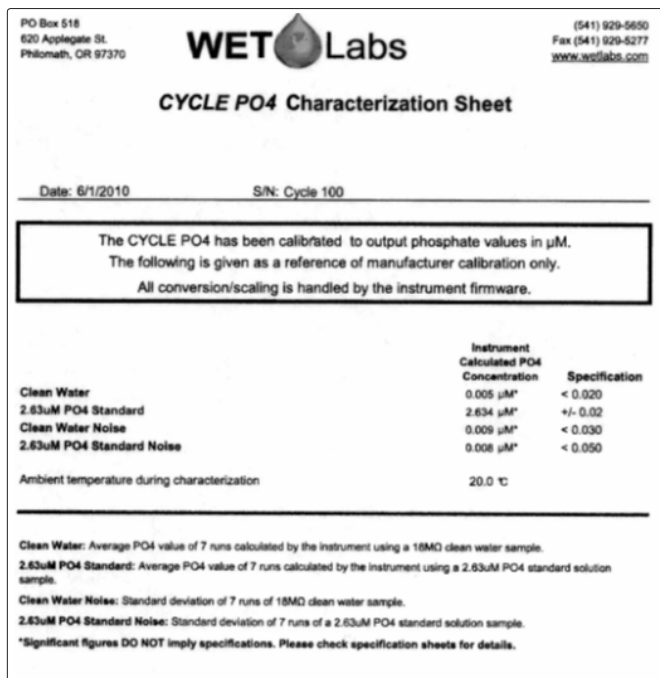 PO Box 518
620 Applegate St.
Philomath, OR 97370
WET Labs
(541) 929-5650
Fax (541) 929-5277
www.wetlabs.com
CYCLE PO4 Characterization Sheet
Date: 6/1/2010 S/N: Cycle 100
The CYCLE PO4 has been calibrated to output phosphate values in µM.
The following is given as a reference of manufacturer calibration only.
All conversion/scaling is handled by the instrument firmware.
Instrument
Calculated PO4
Concentration Specification
Clean Water 0.005 µM* < 0.020
2.63uM PO4 Standard 2.634 µM* +/- 0.02
Clean Water Noise 0.009 µM* < 0.030
2.63uM PO4 Standard Noise 0.008 µM* < 0.050
Ambient temperature during characterization 20.0 ℃
Clean Water: Average PO4 value of 7 runs calculated by the instrument using a 18MΩ clean water sample.
2.63uM PO4 Standard: Average PO4 value of 7 runs calculated by the instrument using a 2.63uM PO4 standard solution
sample.
Clean Water Noise: Standard deviation of 7 runs of 18MΩ clean water sample.
2.63uM PO4 Standard Noise: Standard deviation of 7 runs of a 2.63uM PO4 standard solution sample.
*Significant figures DO NOT imply specifications. Please check specification sheets for details.